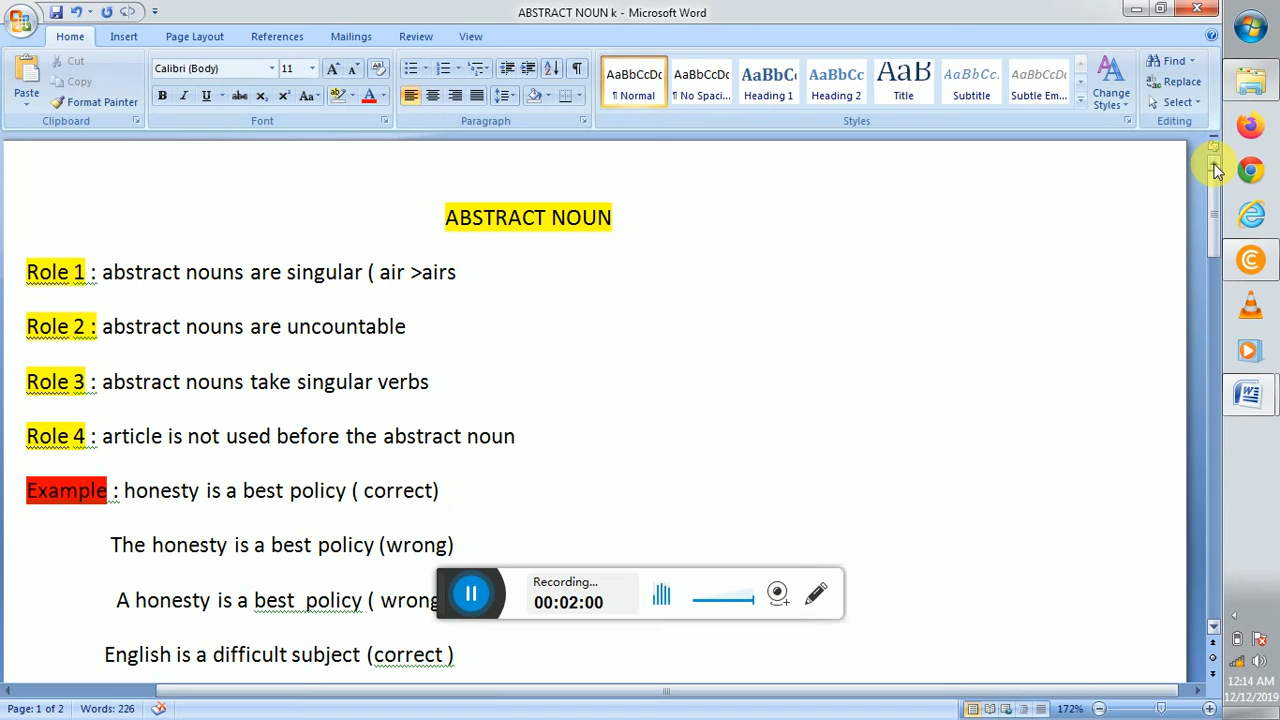 ABSTRACT NOUN k - Microsoft Word
Home Insert Page Layout References Mailings Review View
Paste
Cut
Copy
Format Painter
Clipboard
Calibri (Body) 11
Font
Paragraph
AaBbCcDc AaBbCcDc AaBbC AaBbCc AaB AaBbCc. AaBbCcDc
¶ Normal ¶ No Spaci... Heading 1 Heading 2 Title Subtitle Subtle Em...
Change Styles
Styles
Find
Replace
Select
Editing
ABSTRACT NOUN
Role 1 : abstract nouns are singular ( air >airs
Role 2 : abstract nouns are uncountable
Role 3 : abstract nouns take singular verbs
Role 4 : article is not used before the abstract noun
Example : honesty is a best policy ( correct)
The honesty is a best policy (wrong)
A honesty is a best policy ( wrong
English is a difficult subject (correct )
Recording...
00:02:00
Page: 1 of 2 Words: 226 172%
12:14 AM
12/12/2019